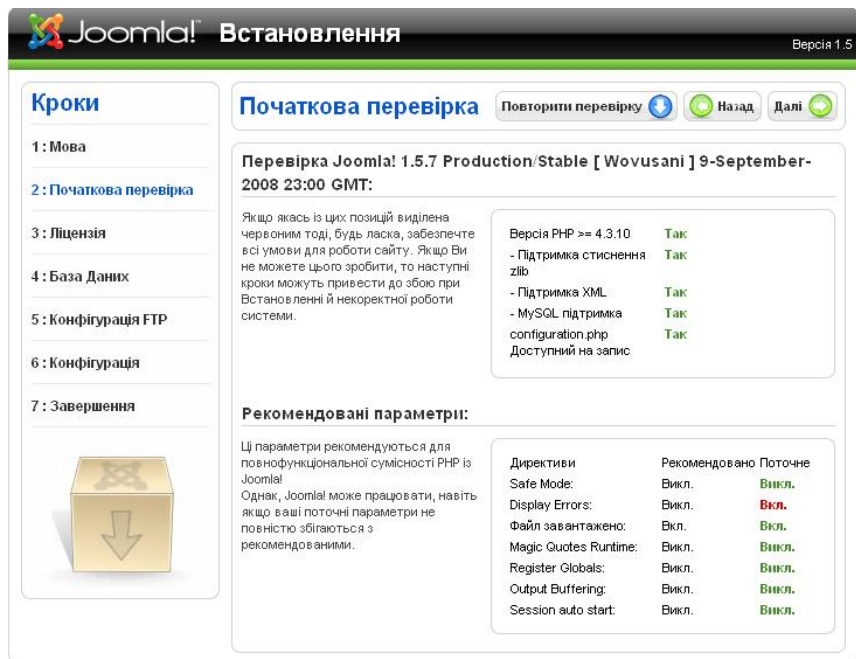 Joomla!™ Встановлення
Версія 1.5
Кроки
1 : Мова
2 : Початкова перевірка
3 : Ліцензія
4 : База Даних
5 : Конфігурація FTP
6 : Конфігурація
7 : Завершення
Початкова перевірка
Повторити перевірку
Назад
Далі
Перевірка Joomla! 1.5.7 Production/Stable [ Wovusani ] 9-September-
2008 23:00 GMT:
Якщо якась із цих позицій виділена
червоним тоді, будь ласка, забезпечте
всі умови для роботи сайту. Якщо Ви
не можете цього зробити, то наступні
кроки можуть привести до збою при
Встановленні й некоректної роботи
системи.
Версія PHP >= 4.3.10 Так
- Підтримка стиснення Так
zlib
- Підтримка XML Так
- MySQL підтримка Так
configuration.php Так
Доступний на запис
Рекомендовані параметри:
Ці параметри рекомендуються для
повнофункціональної сумісності PHP із
Joomla!
Однак, Joomla! може працювати, навіть
якщо ваші поточні параметри не
повністю збігаються з
рекомендованими.
Директиви Рекомендовано Поточне
Safe Mode: Викл. Викл.
Display Errors: Викл. Вкл.
Файл завантажено: Вкл. Вкл.
Magic Quotes Runtime: Викл. Викл.
Register Globals: Викл. Викл.
Output Buffering: Викл. Викл.
Session auto start: Викл. Викл.